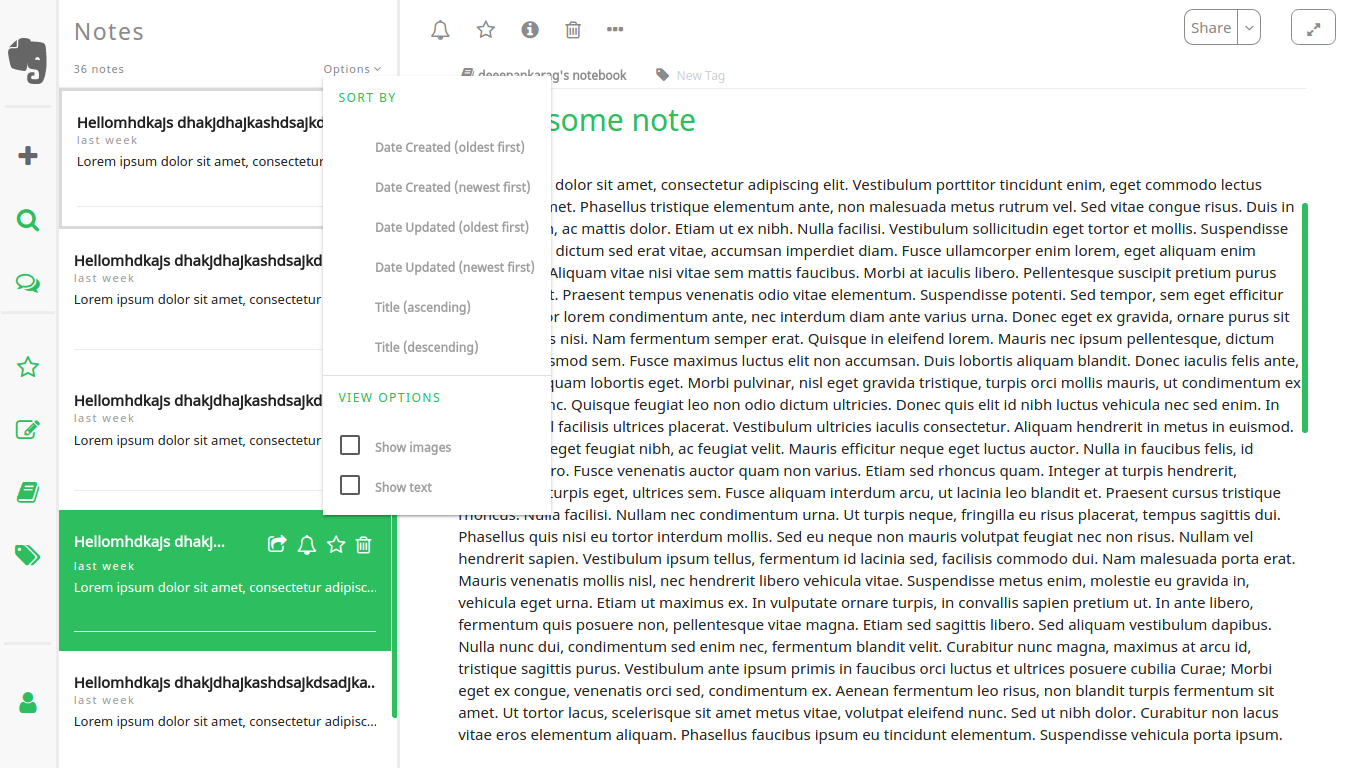 Notes
36 notes
Options
Hellomhdkajs dhakjdhajkashdsajkd
last week
Lorem ipsum dolor sit amet, consectetur
Hellomhdkajs dhakjdhajkashdsajkd
last week
Lorem ipsum dolor sit amet, consectetur
Hellomhdkajs dhakjdhajkashdsajkd
last week
Lorem ipsum dolor sit amet, consectetur
Hellomhdkajs dhakj...
last week
Lorem ipsum dolor sit amet, consectetur adipisc...
Hellomhdkajs dhakjdhajkashdsajkdsadjka..
last week
Lorem ipsum dolor sit amet, consectetur adipisc...
SORT BY
Date Created (oldest first)
Date Created (newest first)
Date Updated (oldest first)
Date Updated (newest first)
Title (ascending)
Title (descending)
VIEW OPTIONS
Show images
Show text
Share
deeepankarag's notebook
New Tag
some note
dolor sit amet, consectetur adipiscing elit. Vestibulum porttitor tincidunt enim, eget commodo lectus
met. Phasellus tristique elementum ante, non malesuada metus rutrum vel. Sed vitae congue risus. Duis in
, ac mattis dolor. Etiam ut ex nibh. Nulla facilisi. Vestibulum sollicitudin eget tortor et mollis. Suspendisse
dictum sed erat vitae, accumsan imperdiet diam. Fusce ullamcorper enim lorem, eget aliquam enim
Aliquam vitae nisi vitae sem mattis faucibus. Morbi at iaculis libero. Pellentesque suscipit pretium purus
t. Praesent tempus venenatis odio vitae elementum. Suspendisse potenti. Sed tempor, sem eget efficitur
or lorem condimentum ante, nec interdum diam ante varius urna. Donec eget ex gravida, ornare purus sit
s nisi. Nam fermentum semper erat. Quisque in eleifend lorem. Mauris nec ipsum pellentesque, dictum
smod sem. Fusce maximus luctus elit non accumsan. Duis lobortis aliquam blandit. Donec iaculis felis ante,
quam lobortis eget. Morbi pulvinar, nisl eget gravida tristique, turpis orci mollis mauris, ut condimentum ex
nc. Quisque feugiat leo non odio dictum ultricies. Donec quis elit id nibh luctus vehicula nec sed enim. In
l facilisis ultrices placerat. Vestibulum ultricies iaculis consectetur. Aliquam hendrerit in metus in euismod.
eget feugiat nibh, ac feugiat velit. Mauris efficitur neque eget luctus auctor. Nulla in faucibus felis, id
ro. Fusce venenatis auctor quam non varius. Etiam sed rhoncus quam. Integer at turpis hendrerit,
turpis eget, ultrices sem. Fusce aliquam interdum arcu, ut lacinia leo blandit et. Praesent cursus tristique
rhoncus. Nulla facilisi. Nullam nec condimentum urna. Ut turpis neque, fringilla eu risus placerat, tempus sagittis dui.
Phasellus quis nisi eu tortor interdum mollis. Sed eu neque non mauris volutpat feugiat nec non risus. Nullam vel
hendrerit sapien. Vestibulum ipsum tellus, fermentum id lacinia sed, facilisis commodo dui. Nam malesuada porta erat.
Mauris venenatis mollis nisl, nec hendrerit libero vehicula vitae. Suspendisse metus enim, molestie eu gravida in,
vehicula eget urna. Etiam ut maximus ex. In vulputate ornare turpis, in convallis sapien pretium ut. In ante libero,
fermentum quis posuere non, pellentesque vitae magna. Etiam sed sagittis libero. Sed aliquam vestibulum dapibus.
Nulla nunc dui, condimentum sed enim nec, fermentum blandit velit. Curabitur nunc magna, maximus at arcu id,
tristique sagittis purus. Vestibulum ante ipsum primis in faucibus orci luctus et ultrices posuere cubilia Curae; Morbi
eget ex congue, venenatis orci sed, condimentum ex. Aenean fermentum leo risus, non blandit turpis fermentum sit
amet. Ut tortor lacus, scelerisque sit amet metus vitae, volutpat eleifend nunc. Sed ut nibh dolor. Curabitur non lacus
vitae eros elementum aliquam. Phasellus faucibus ipsum eu tincidunt elementum. Suspendisse vehicula porta ipsum.